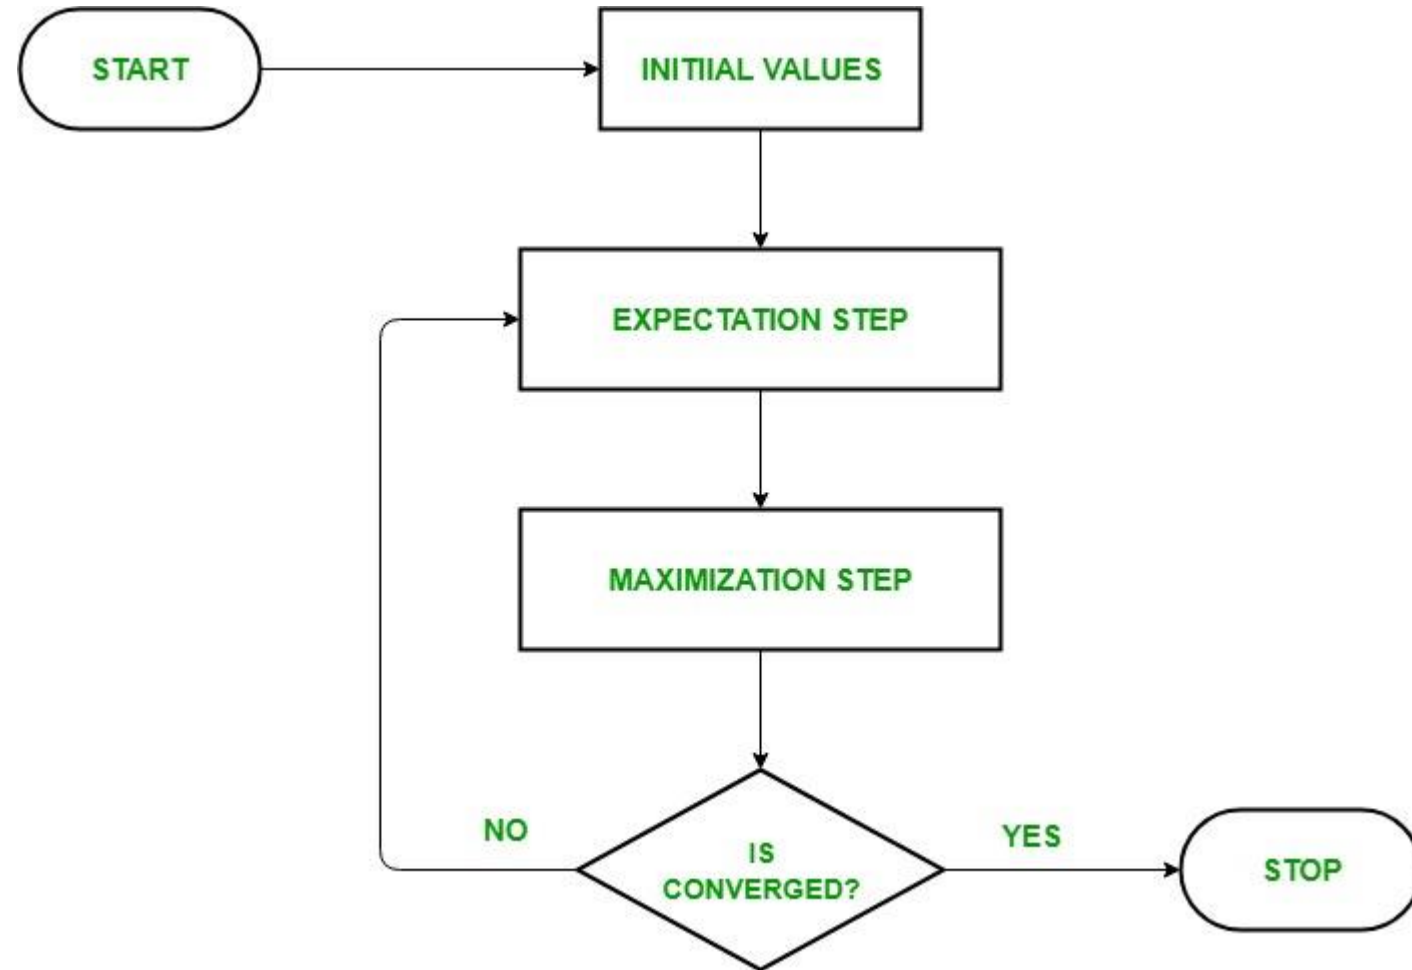 START
INITIIAL VALUES
EXPECTATION STEP
MAXIMIZATION STEP
NO
IS
CONVERGED?
YES
STOP